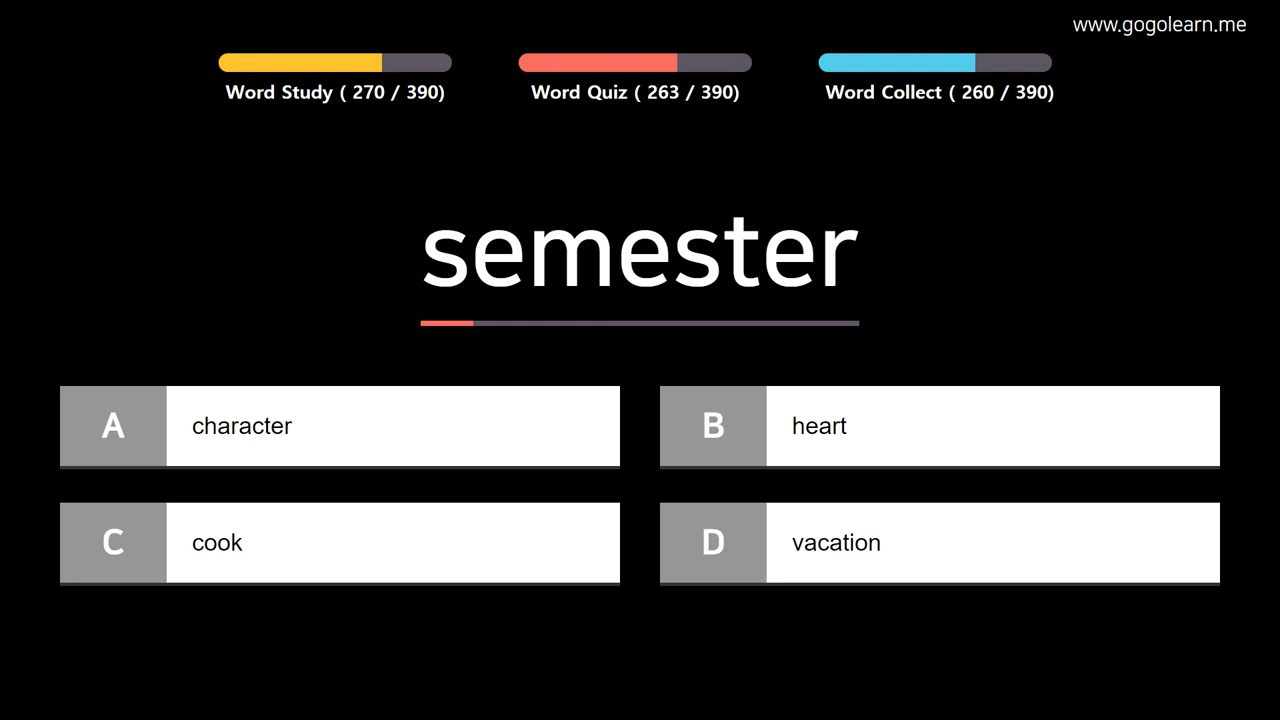 www.gogolearn.me
Word Study ( 270 / 390)
Word Quiz ( 263 / 390)
Word Collect ( 260 / 390)
semester
A character
B heart
C cook
D vacation